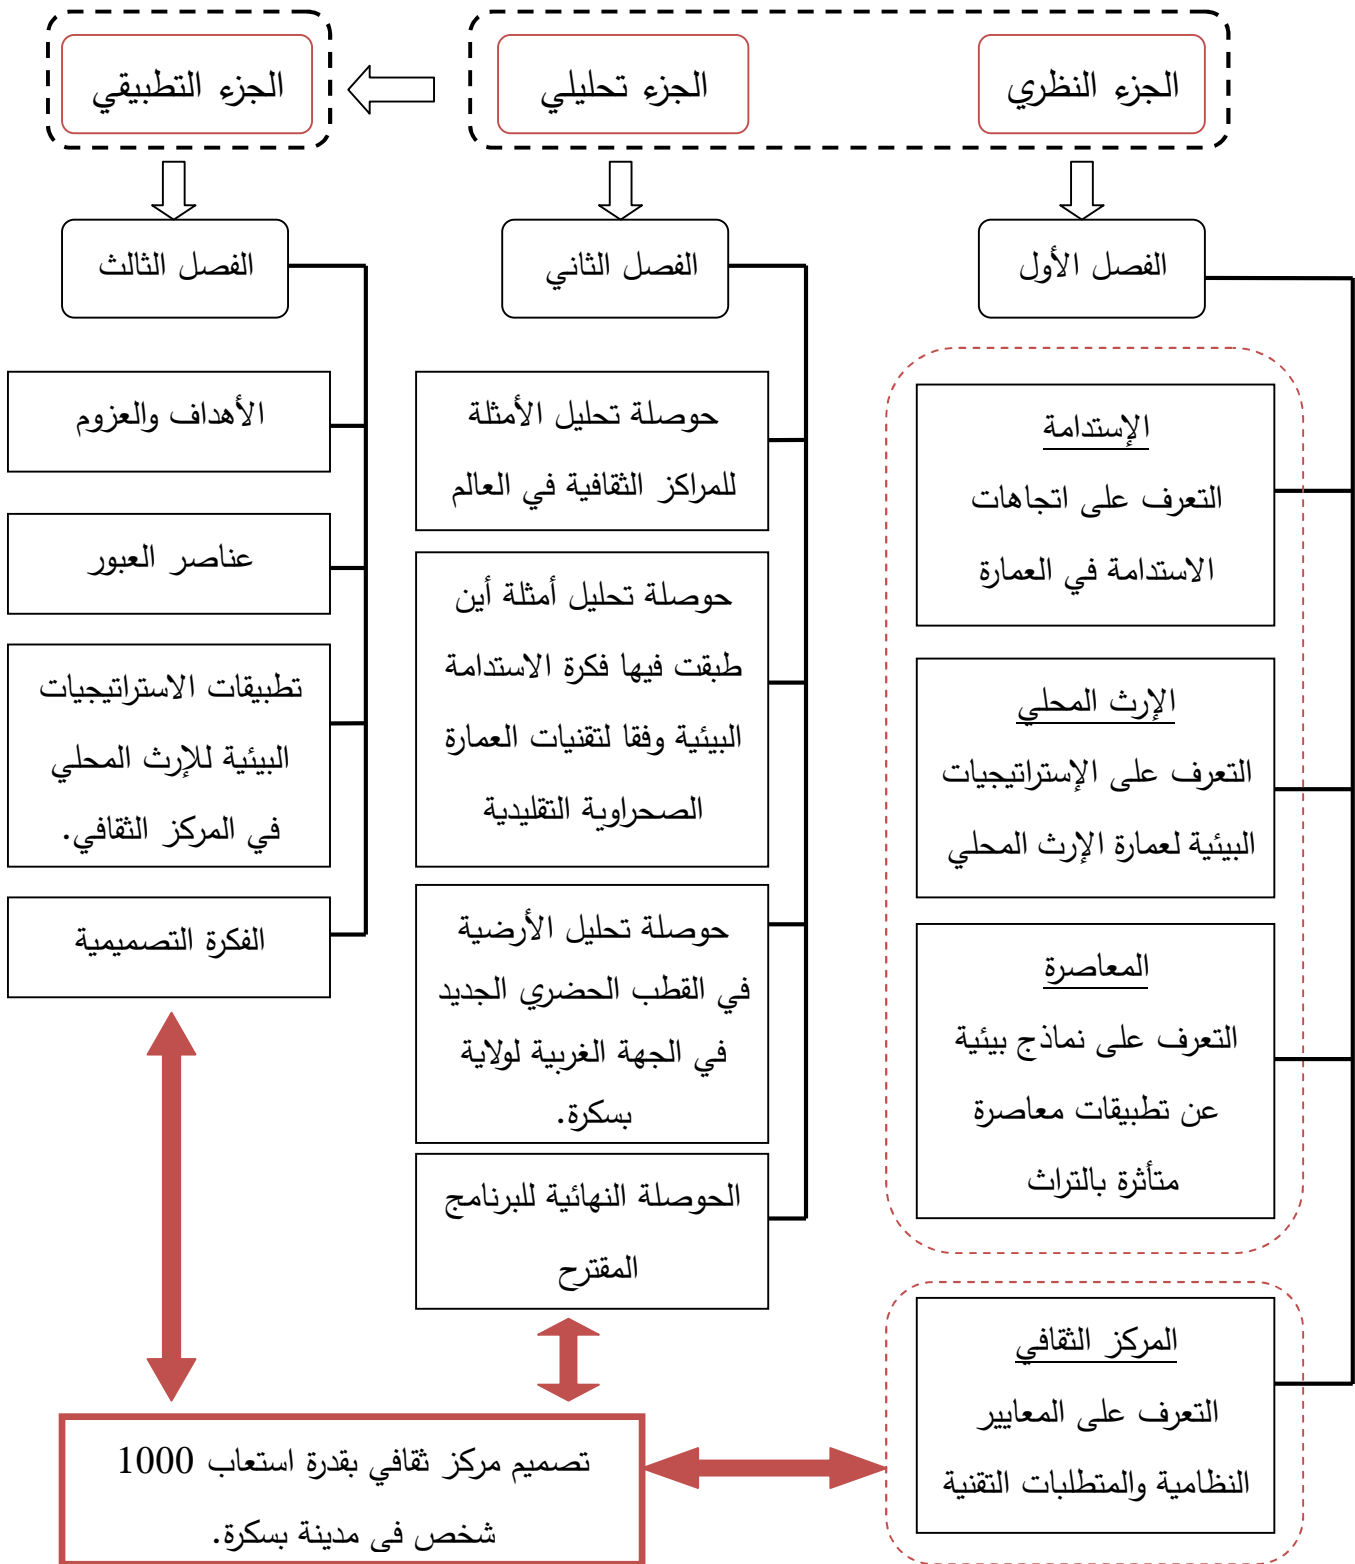 الجزء النظري
الجزء تحليلي
الجزء التطبيقي
الفصل الأول
الإستدامة
التعرف على اتجاهات
الاستدامة في العمارة
الإرث المحلي
التعرف على الإستراتيجيات
البيئية لعمارة الإرث المحلي
المعاصرة
التعرف على نماذج بيئية
عن تطبيقات معاصرة
متأثرة بالتراث
المركز الثقافي
التعرف على المعايير
النظامية والمتطلبات التقنية
الفصل الثاني
حوصلة تحليل الأمثلة
للمراكز الثقافية في العالم
حوصلة تحليل أمثلة أين
طبقت فيها فكرة الاستدامة
البيئية وفقا لتقنيات العمارة
الصحراوية التقليدية
حوصلة تحليل الأرضية
في القطب الحضري الجديد
في الجهة الغربية لولاية
بسكرة.
الحوصلة النهائية للبرنامج
المقترح
الفصل الثالث
الأهداف والعزوم
عناصر العبور
تطبيقات الاستراتيجيات
البيئية للإرث المحلي
في المركز الثقافي.
الفكرة التصميمية
تصميم مركز ثقافي بقدرة استعاب 1000
شخص في مدينة بسكرة.